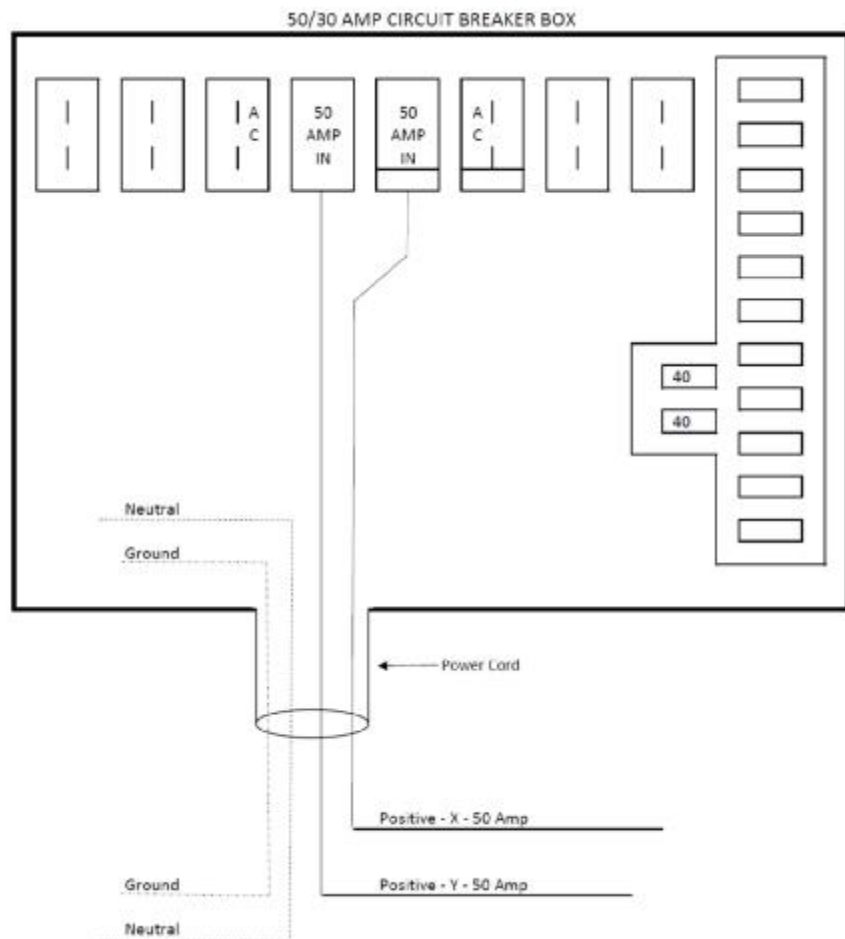 50/30 AMP CIRCUIT BREAKER BOX
A
C
50
AMP
IN
50
AMP
IN
A
C
40
40
Neutral
Ground
Power Cord
Positive - X - 50 Amp
Ground
Positive - Y - 50 Amp
Neutral